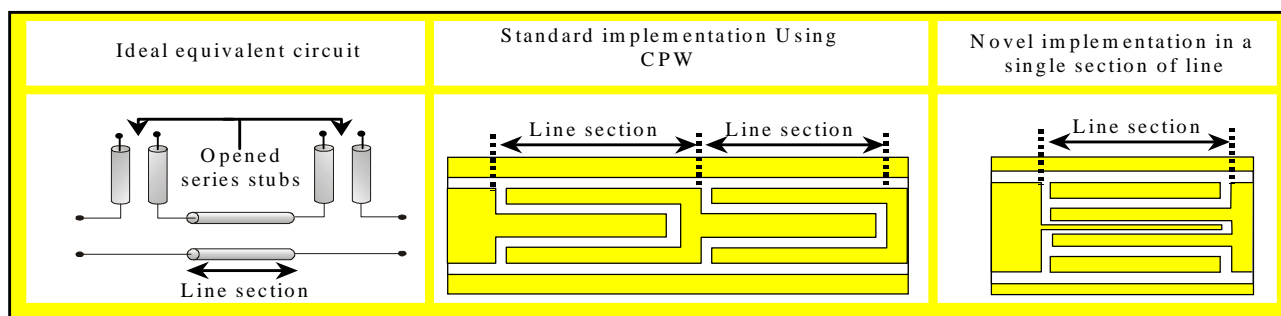 Ideal equivalent circuit
Standard implementation Using
CPW
Novel implementation in a
single section of line
Opened
series stubs
Line section
Line section
Line section
Line section